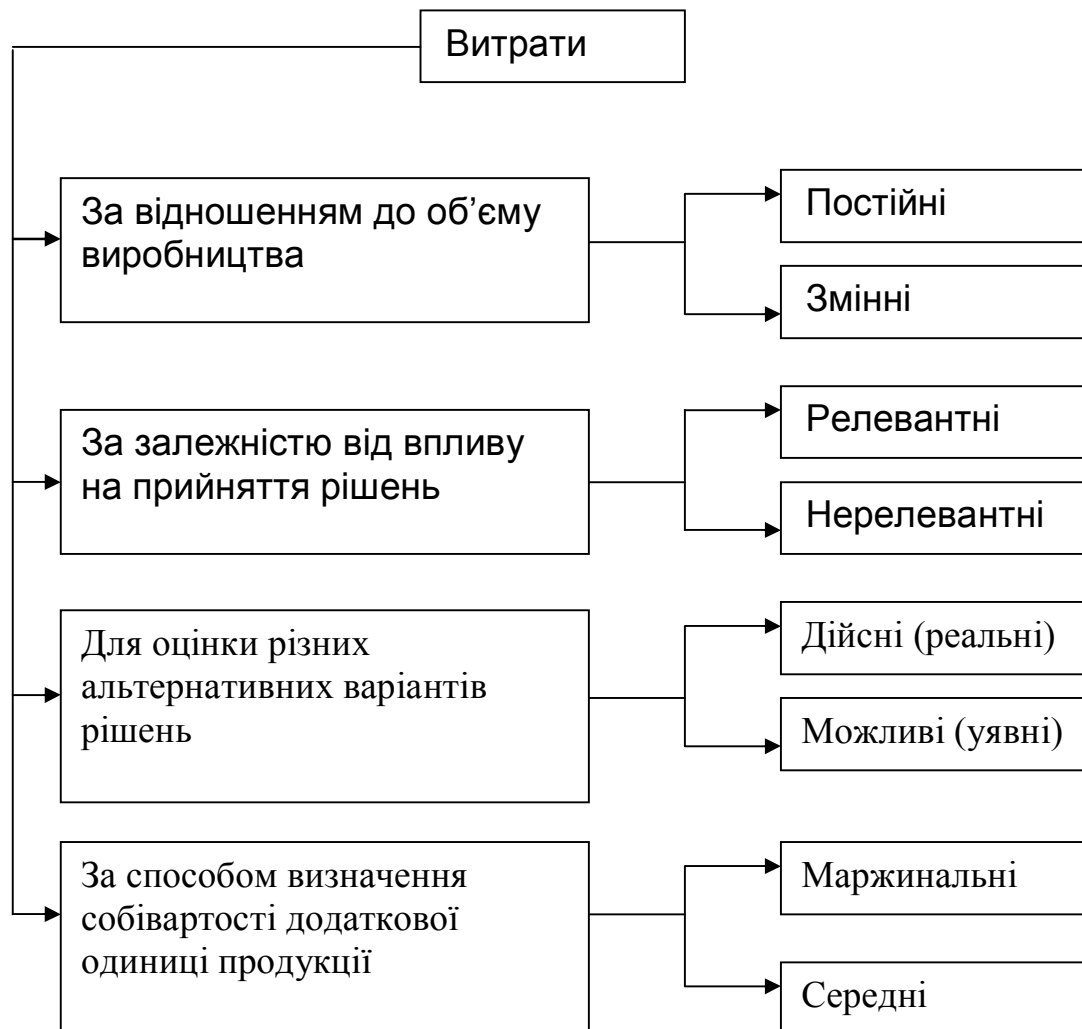 Витрати
За відношенням до об’єму
виробництва
Постійні
Змінні
За залежністю від впливу
на прийняття рішень
Релевантні
Нерелевантні
Для оцінки різних
альтернативних варіантів
рішень
Дійсні (реальні)
Можливі (уявні)
За способом визначення
собівартості додаткової
одиниці продукції
Маржинальні
Середні